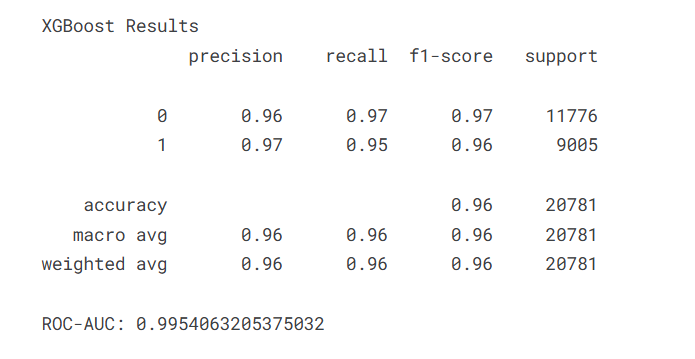 XGBoost Results
precision recall f1-score support
0 0.96 0.97 0.97 11776
1 0.97 0.95 0.96 9005
accuracy 0.96 20781
macro avg 0.96 0.96 0.96 20781
weighted avg 0.96 0.96 0.96 20781
ROC-AUC: 0.9954063205375032